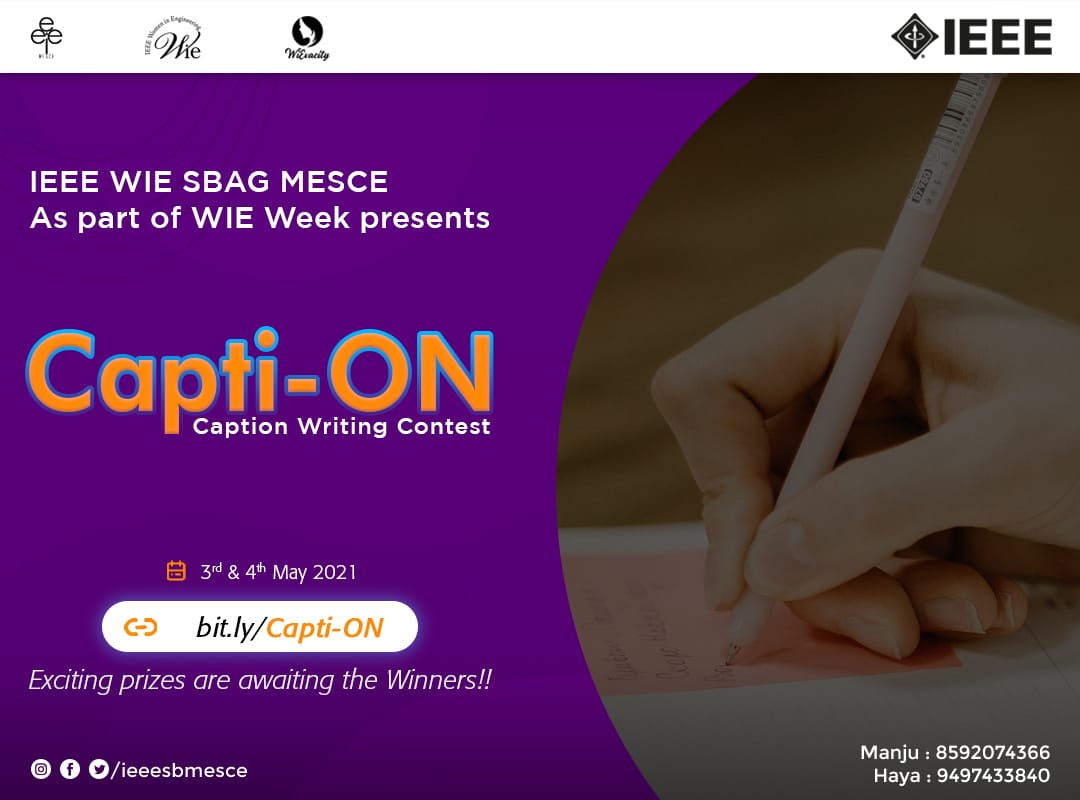 IEEE Women in Engineering
Wie
WiEvacity
IEEE
IEEE WIE SBAG MESCE
As part of WIE Week presents
Capti-ON
Caption Writing Contest
3rd & 4th May 2021
bit.ly/Capti-ON
Exciting prizes are awaiting the Winners!!
/ieeesbmesce
Manju : 8592074366
Haya : 9497433840